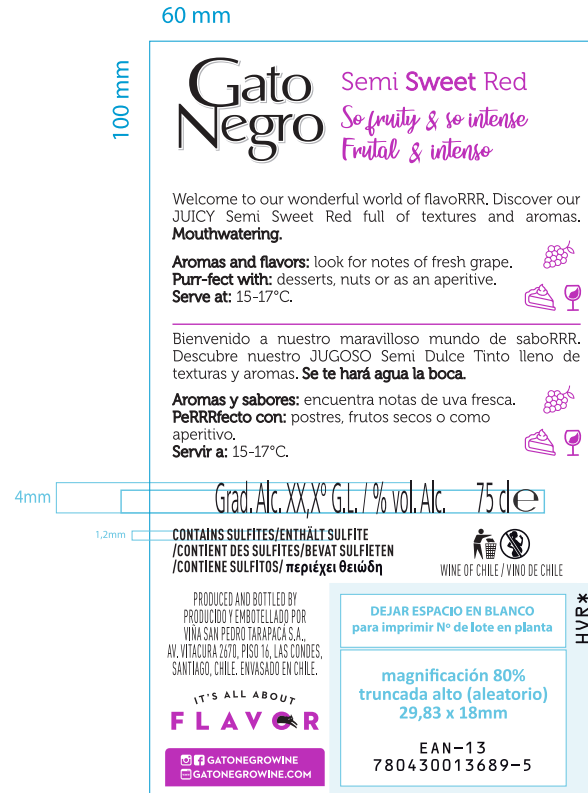 60 mm
100 mm
Gato
Negro
Semi Sweet Red
So fruity & so intense
Frutal & intenso
Welcome to our wonderful world of flavoRRR. Discover our
JUICY Semi Sweet Red full of textures and aromas.
Mouthwatering.
Aromas and flavors: look for notes of fresh grape.
Purr-fect with: desserts, nuts or as an aperitive.
Serve at: 15-17°C.
Bienvenido a nuestro maravilloso mundo de saboRRR.
Descubre nuestro JUGOSO Semi Dulce Tinto lleno de
texturas y aromas. Se te hará agua la boca.
Aromas y sabores: encuentra notas de uva fresca.
PeRRRfecto con: postres, frutos secos o como
aperitivo.
Servir a: 15-17°C.
4mm
Grad. Alc. XX,Xº G.L. / % vol. Alc. 75 cl e
1,2mm
CONTAINS SULFITES/ENTHÄLT SULFITE
/CONTIENT DES SULFITES/BEVAT SULFIETEN
/CONTIENE SULFITOS/ περιέχει θειώδη
WINE OF CHILE / VINO DE CHILE
PRODUCED AND BOTTLED BY
PRODUCIDO Y EMBOTELLADO POR
VIÑA SAN PEDRO TARAPACÁ S.A.,
AV. VITACURA 2670, PISO 16, LAS CONDES,
SANTIAGO, CHILE. ENVASADO EN CHILE.
IT'S ALL ABOUT
FLAVOR
GATONEGROWINE
GATONEGROWINE.COM
DEJAR ESPACIO EN BLANCO
para imprimir Nº de lote en planta
HVR*
magnificación 80%
truncada alto (aleatorio)
29,83 x 18mm
EAN-13
780430013689-5